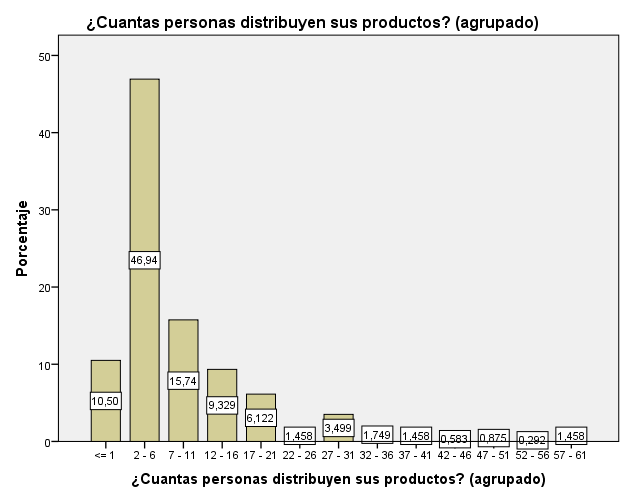 ¿Cuantas personas distribuyen sus productos? (agrupado)
50
40
30
20
10
0
Porcentaje
10,50
46,94
15,74
9,329
6,122
1,458
3,499
1,749
1,458
0,583
0,875
0,292
1,458
<= 1
2 - 6
7 - 11
12 - 16
17 - 21
22 - 26
27 - 31
32 - 36
37 - 41
42 - 46
47 - 51
52 - 56
57 - 61
¿Cuantas personas distribuyen sus productos? (agrupado)